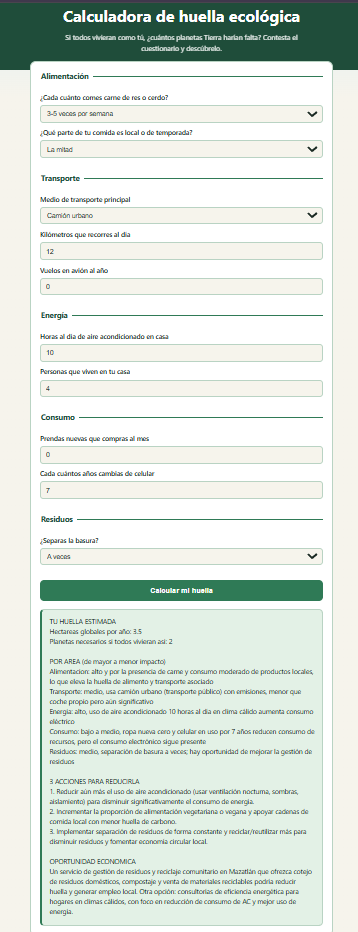 Calculadora de huella ecológica
Si todos vivieran como tú, ¿cuántos planetas Tierra harían falta? Contesta el
cuestionario y descúbrelo.
Alimentación
¿Cada cuánto comes carne de res o cerdo?
3-5 veces por semana
¿Qué parte de tu comida es local o de temporada?
La mitad
Transporte
Medio de transporte principal
Camión urbano
Kilómetros que recorres al día
12
Vuelos en avión al año
0
Energía
Horas al día de aire acondicionado en casa
10
Personas que viven en tu casa
4
Consumo
Prendas nuevas que compras al mes
0
Cada cuántos años cambias de celular
7
Residuos
¿Separas la basura?
A veces
Calcular mi huella
TU HUELLA ESTIMADA
Hectareas globales por año: 3.5
Planetas necesarios si todos vivieran asi: 2
POR AREA (de mayor a menor impacto)
Alimentacion: alto y por la presencia de carne y consumo moderado de productos locales,
lo que eleva la huella de alimento y transporte asociado
Transporte: medio, usa camión urbano (transporte público) con emisiones, menor que
coche propio pero aún significativo
Energia: alto, uso de aire acondicionado 10 horas al día en clima cálido aumenta consumo
eléctrico
Consumo: bajo a medio, ropa nueva cero y celular en uso por 7 años reducen consumo de
recursos, pero el consumo electrónico sigue presente
Residuos: medio, separación de basura a veces; hay oportunidad de mejorar la gestión de
residuos
3 ACCIONES PARA REDUCIRLA
1. Reducir aún más el uso de aire acondicionado (usar ventilación nocturna, sombras,
aislamiento) para disminuir significativamente el consumo de energía.
2. Incrementar la proporción de alimentación vegetariana o vegana y apoyar cadenas de
comida local con menor huella de carbono.
3. Implementar separación de residuos de forma constante y reciclar/reutilizar más para
disminuir residuos y fomentar economía circular local.
OPORTUNIDAD ECONOMICA
Un servicio de gestión de residuos y reciclaje comunitario en Mazatlán que ofrezca cotejo
de residuos domésticos, compostaje y venta de materiales reciclables podría reducir
huella y generar empleo local. Otra opción: consultorías de eficiencia energética para
hogares en climas cálidos, con foco en reducción de consumo de AC y mejor uso de
energía.